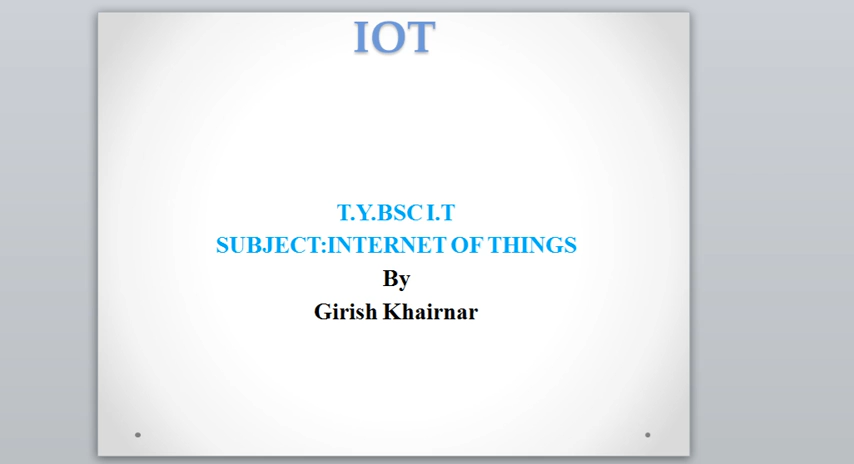 IOT
T.Y.BSC I.T
SUBJECT:INTERNET OF THINGS
By
Girish Khairnar